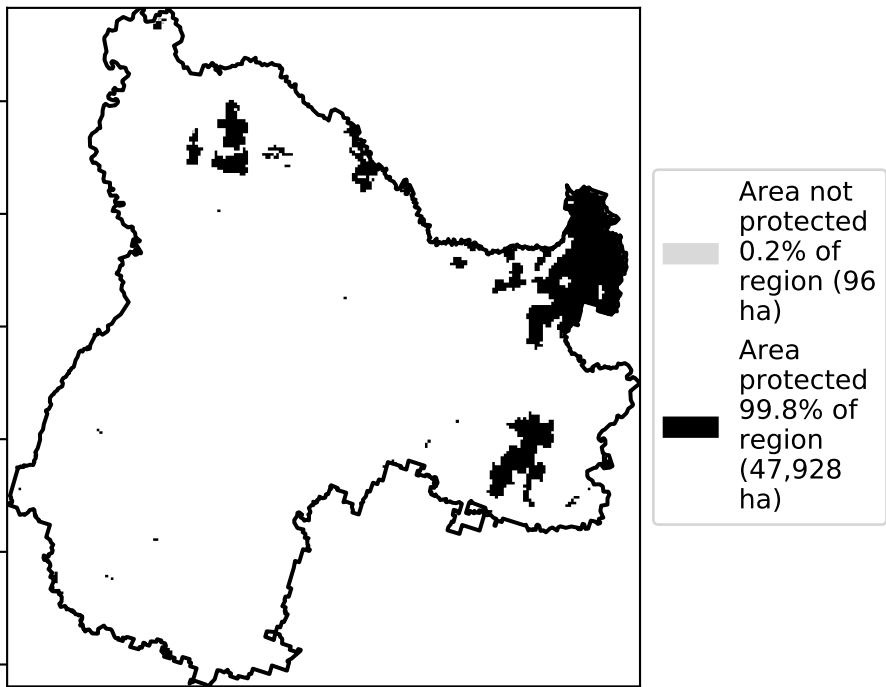 Area not
protected
0.2% of
region (96
ha)
Area
protected
99.8% of
region
(47,928
ha)